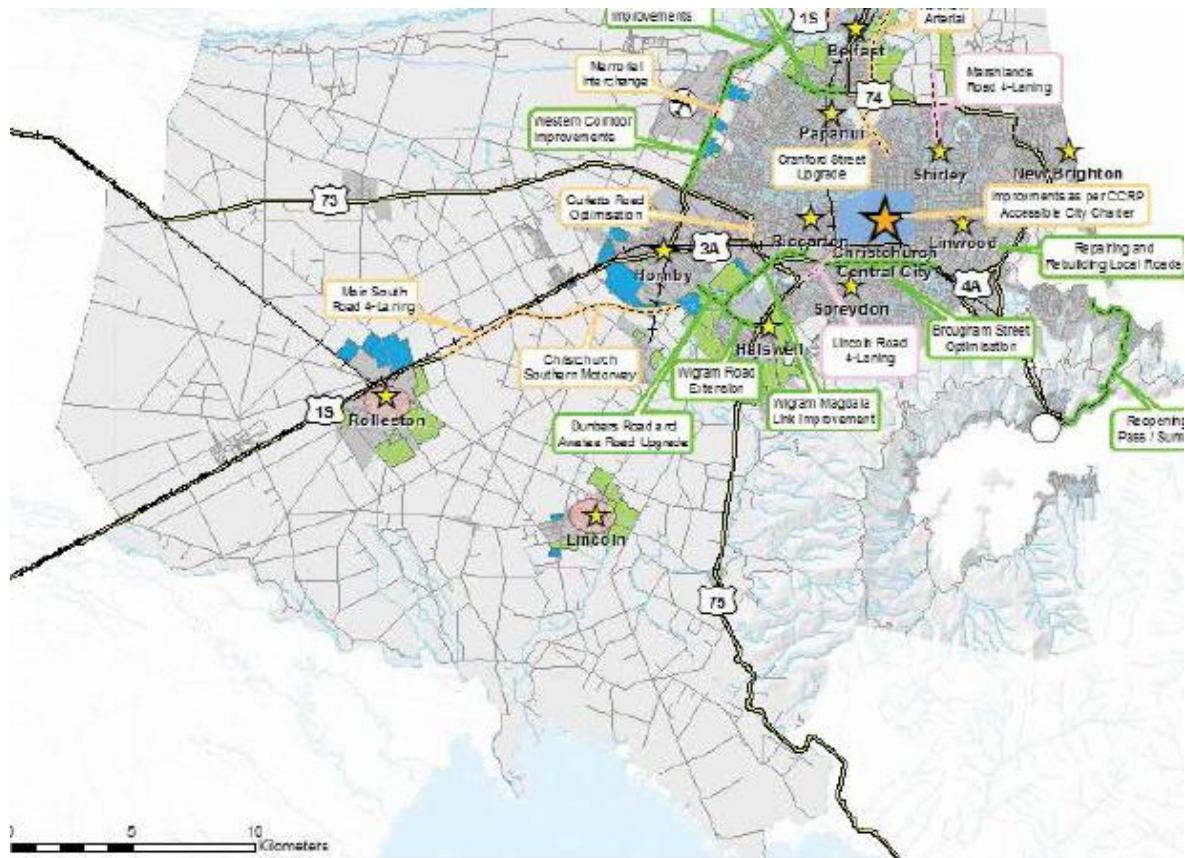 Improvements
1S
Arterial
Belfast
Memorial
Interchange
Marshlands
Road 4-Laning
74
Western Corridor
Improvements
Papanui
Cranford Street
Upgrade
Shirley
New Brighton
73
Curletts Road
Optimisation
Improvements as per CCRP
Accessible City Charter
Riccarton
Linwood
3A
Hornby
Christchurch
Central City
Repairing and
Rebuilding Local Roads
4A
Main South
Road 4-Laning
Spreydon
Halswell
Lincoln Road
4-Laning
Brougram Street
Optimisation
Christchurch
Southern Motorway
Wigram Road
Extension
1S
Rolleston
Wigram Magdala
Link Improvement
Dunbars Road and
Awatea Road Upgrade
Reopening
Pass / Sum
Lincoln
75
0 5 10
Kilometers